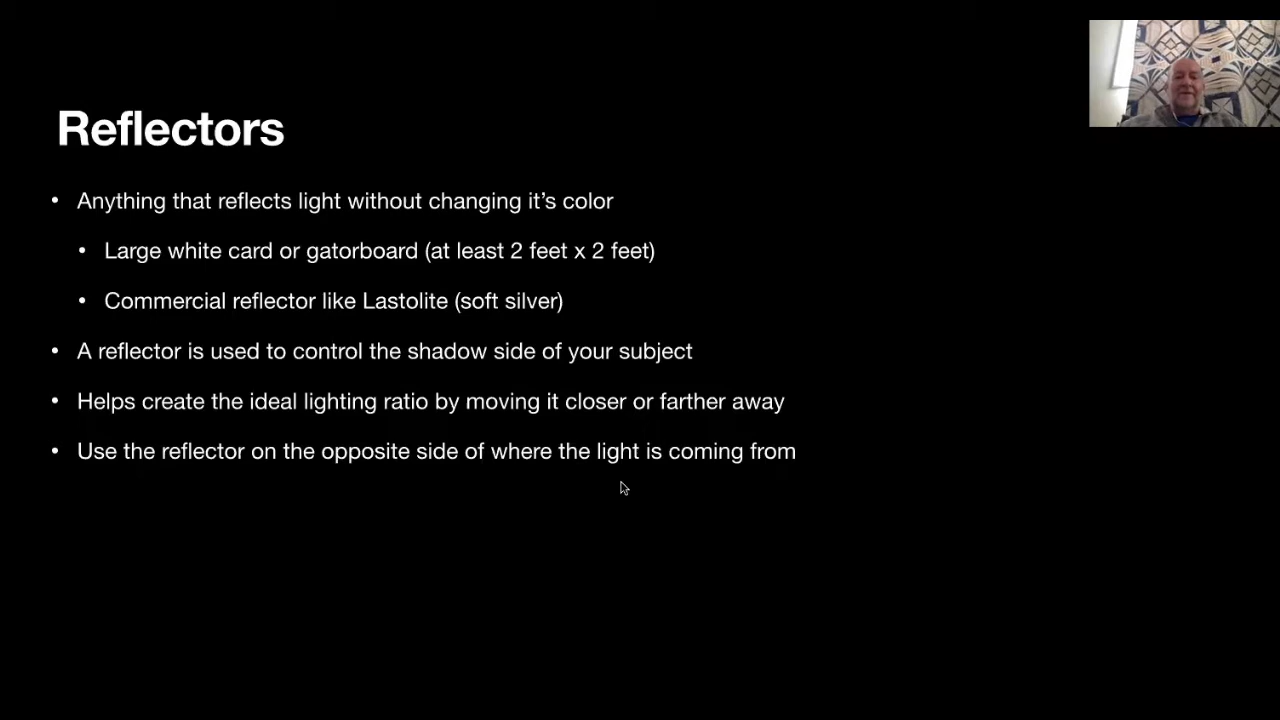 Reflectors
• Anything that reflects light without changing it’s color
• Large white card or gatorboard (at least 2 feet x 2 feet)
• Commercial reflector like Lastolite (soft silver)
• A reflector is used to control the shadow side of your subject
• Helps create the ideal lighting ratio by moving it closer or farther away
• Use the reflector on the opposite side of where the light is coming from